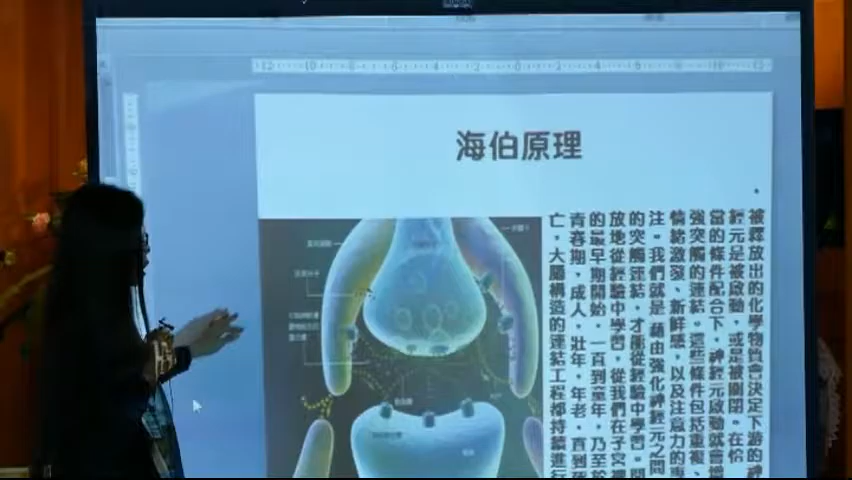 海伯原理
被釋放出的化學物質會決定下游的神
經元是被啟動，或是被關閉。在恰
當的條件配合下，神經元啟動就會增
強突觸的連結。這些條件包括重複、
情緒激發、新鮮感，以及注意力的專
注。我們就是藉由強化神經元之間
的突觸連結，才能從經驗中學習。開
放地從經驗中學習，從我們在子宮裡
的最早期開始，一直到童年，乃至於
青春期，成人，壯年，年老，直到死
亡，大腦構造的連結工程都持續進行